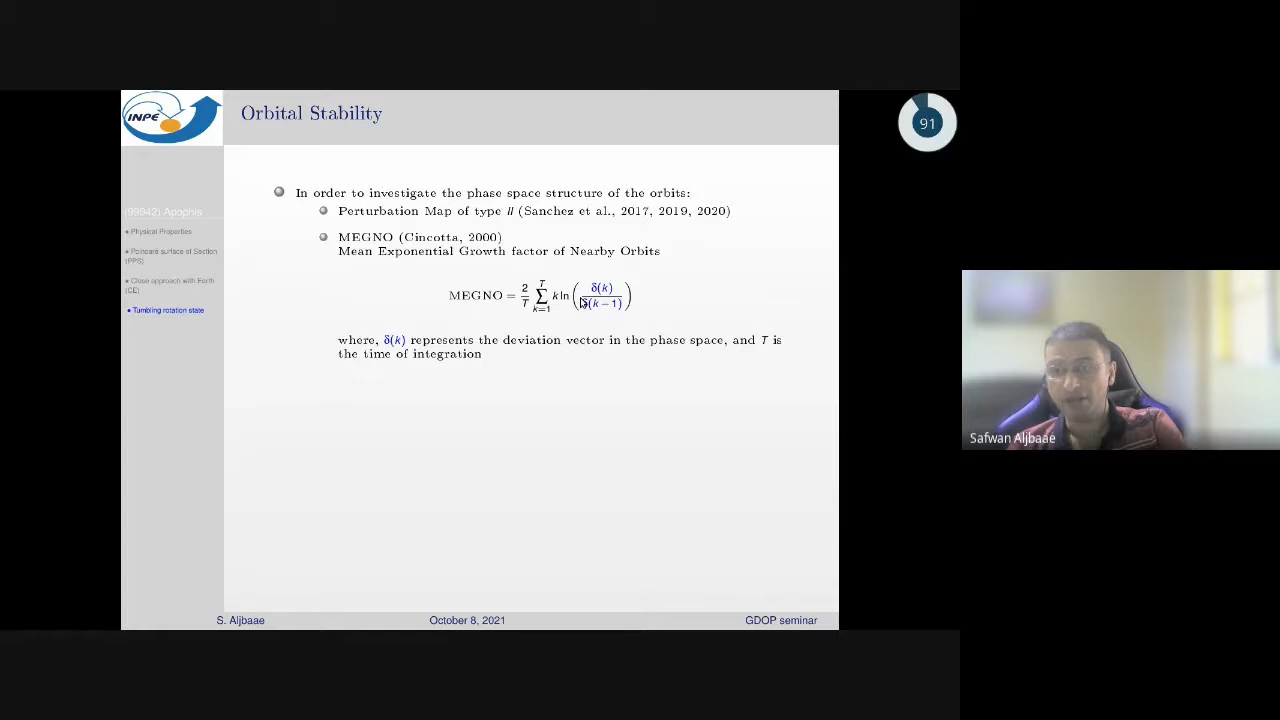 INPE
Orbital Stability
91
(99942) Apophis
• Physical Properties
• Poincaré surface of Section
(PPS)
• Close approach with Earth
(CE)
• Tumbling rotation state
In order to investigate the phase space structure of the orbits:
Perturbation Map of type II (Sanchez et al., 2017, 2019, 2020)
MEGNO (Cincotta, 2000)
Mean Exponential Growth factor of Nearby Orbits
MEGNO = 2/T ∑_{k=1}^{T} k ln ( δ(k) / δ(k − 1) )
where, δ(k) represents the deviation vector in the phase space, and T is
the time of integration
Safwan Aljbaae
S. Aljbaae
October 8, 2021
GDOP seminar